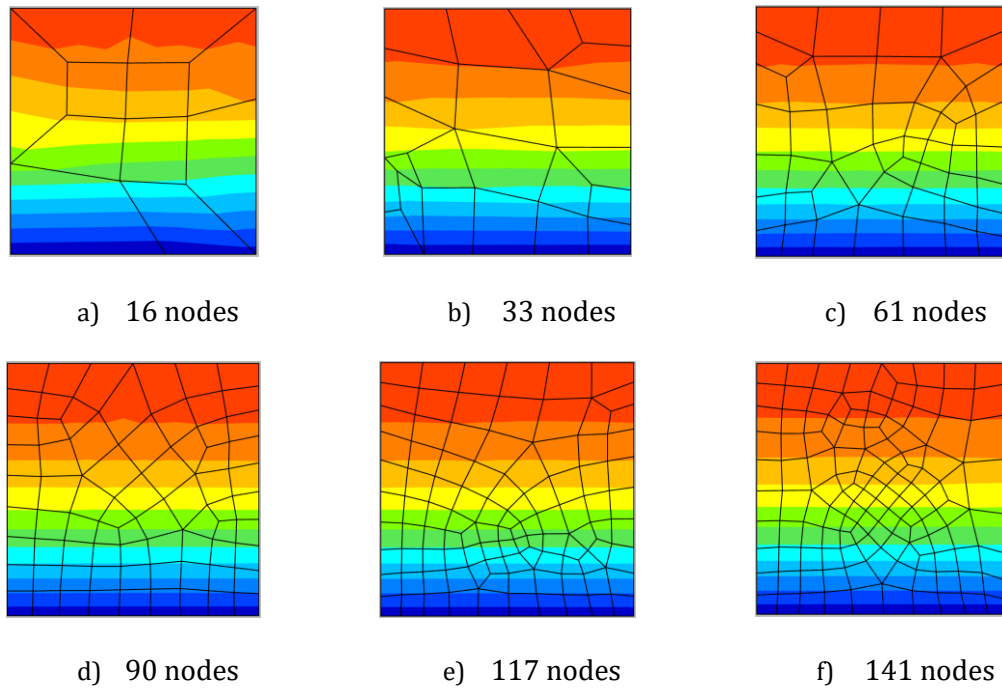 a) 16 nodes
b) 33 nodes
c) 61 nodes
d) 90 nodes
e) 117 nodes
f) 141 nodes